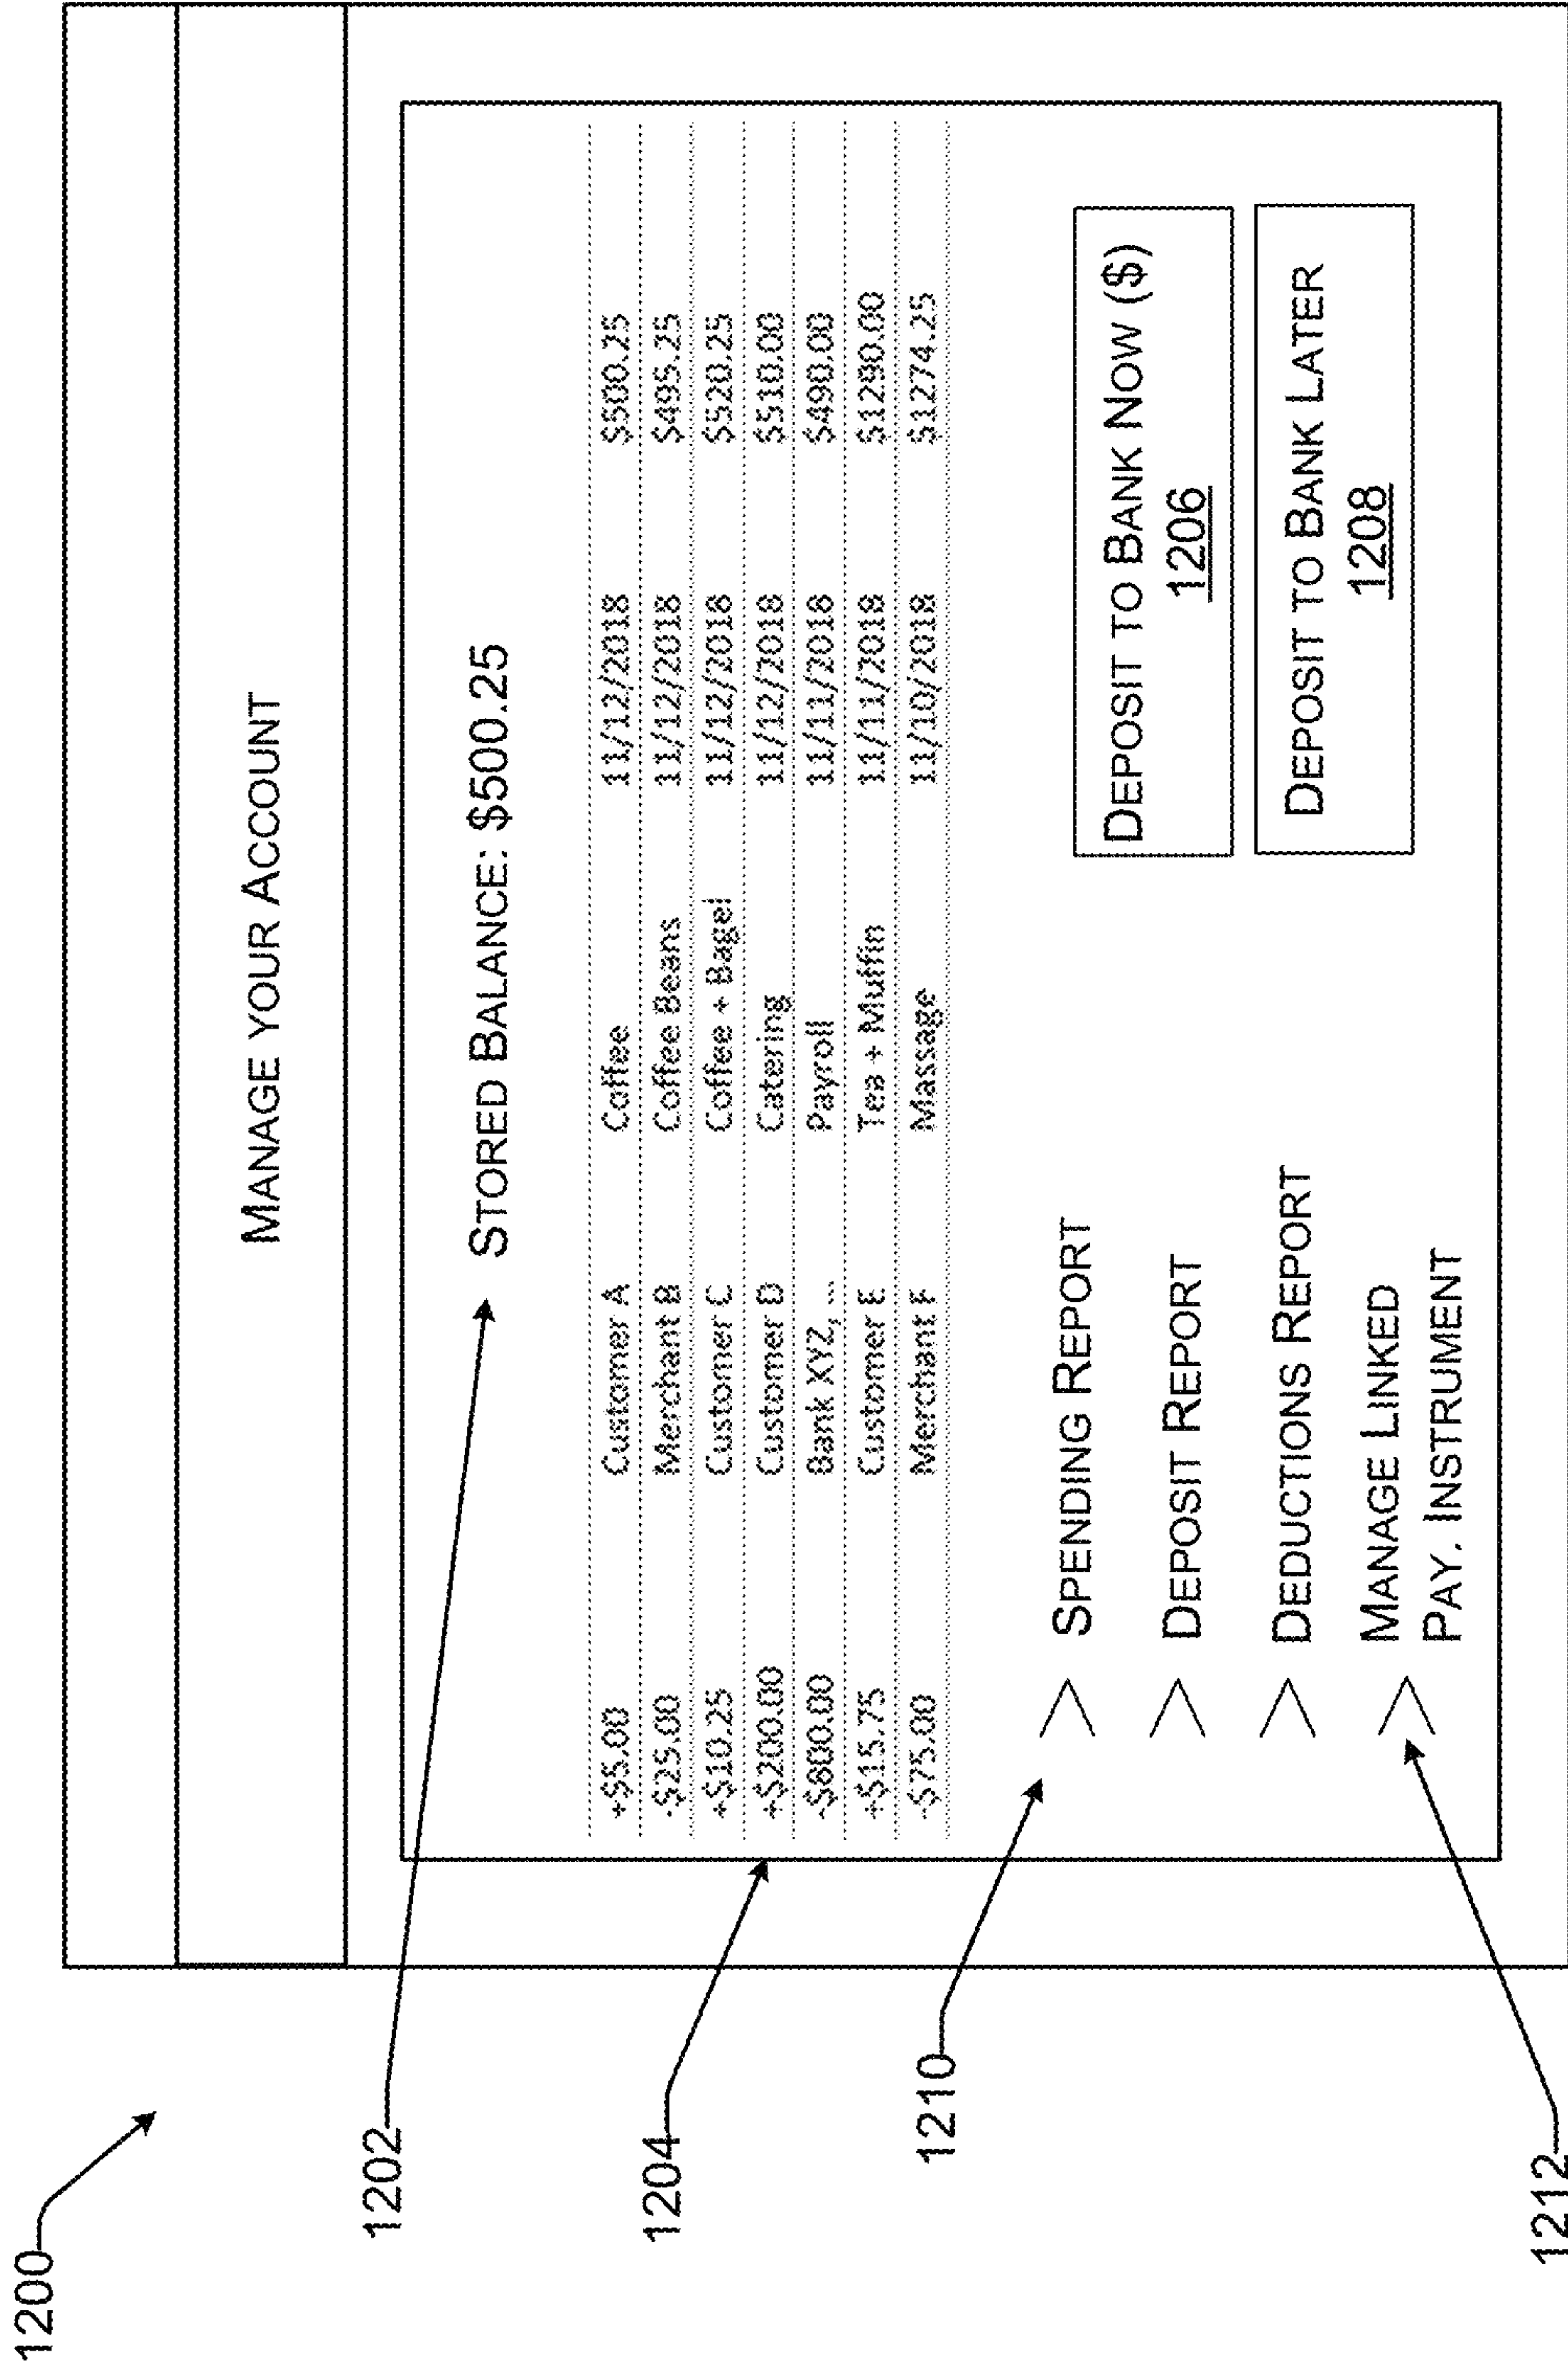 1200
MANAGE YOUR ACCOUNT
1202
STORED BALANCE: $500.25
1204
+$5.00 Customer A Coffee 11/12/2018 $500.25
-$25.00 Merchant B Coffee Beans 11/12/2018 $495.25
+$10.25 Customer C Coffee + Bagel 11/12/2018 $520.25
+$200.00 Customer D Catering 11/12/2018 $510.00
-$800.00 Bank XYZ, ... Payroll 11/11/2018 $490.00
+$15.75 Customer E Tea + Muffin 11/11/2018 $1290.00
-$75.00 Merchant F Massage 11/10/2018 $1274.25
1210
> SPENDING REPORT
> DEPOSIT REPORT
> DEDUCTIONS REPORT
> MANAGE LINKED
PAY. INSTRUMENT
1212
DEPOSIT TO BANK NOW ($)
1206
DEPOSIT TO BANK LATER
1208